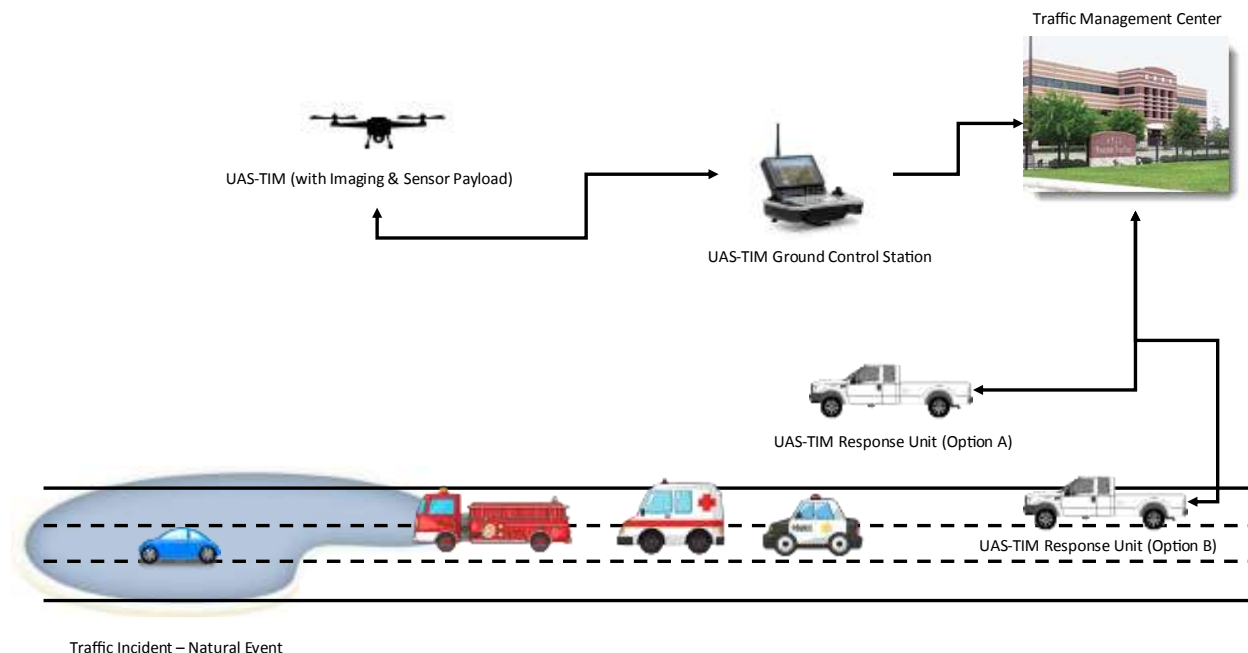 Traffic Management Center
UAS-TIM (with Imaging & Sensor Payload)
UAS-TIM Ground Control Station
UAS-TIM Response Unit (Option A)
UAS-TIM Response Unit (Option B)
Traffic Incident – Natural Event